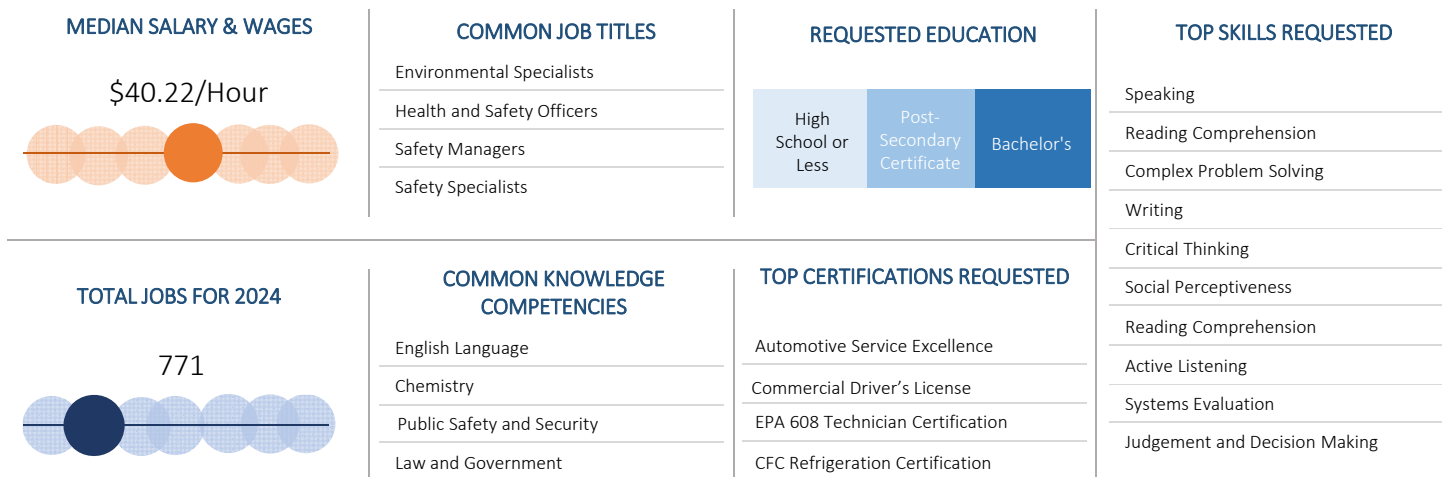 MEDIAN SALARY & WAGES
$40.22/Hour
COMMON JOB TITLES
Environmental Specialists
Health and Safety Officers
Safety Managers
Safety Specialists
REQUESTED EDUCATION
High
School or
Less
Post-
Secondary
Certificate
Bachelor's
TOP SKILLS REQUESTED
Speaking
Reading Comprehension
Complex Problem Solving
Writing
Critical Thinking
Social Perceptiveness
Reading Comprehension
Active Listening
Systems Evaluation
Judgement and Decision Making
TOTAL JOBS FOR 2024
771
COMMON KNOWLEDGE
COMPETENCIES
English Language
Chemistry
Public Safety and Security
Law and Government
TOP CERTIFICATIONS REQUESTED
Automotive Service Excellence
Commercial Driver’s License
EPA 608 Technician Certification
CFC Refrigeration Certification